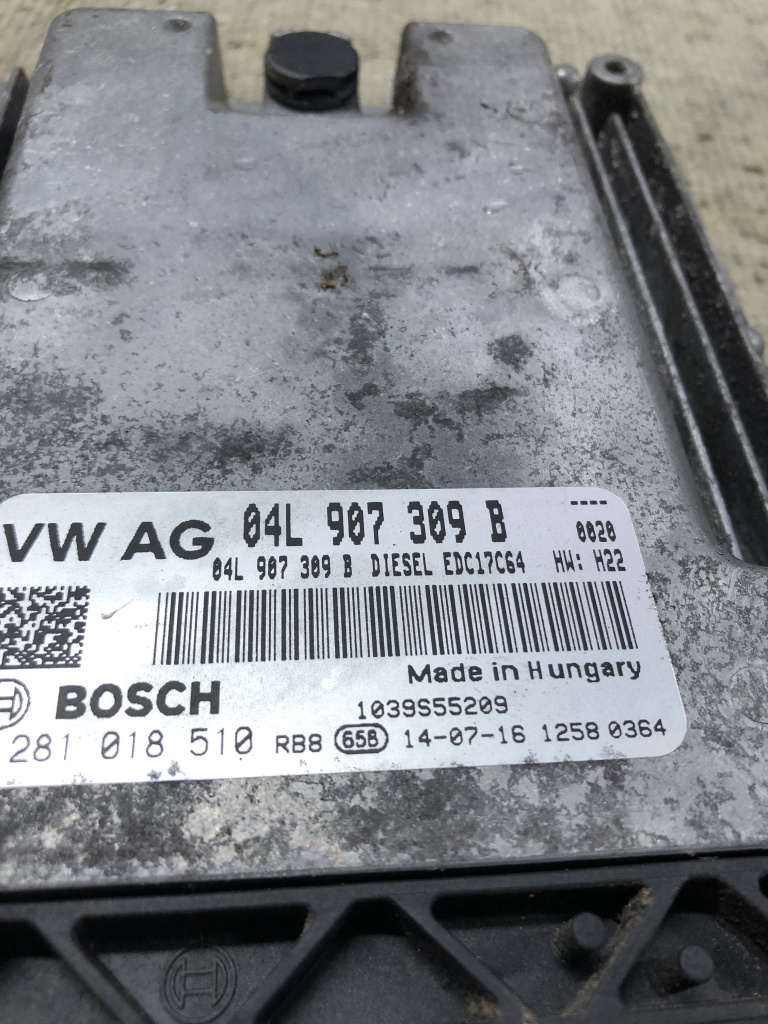 VW AG 04L 907 309 B ----
0020
04L 907 309 B DIESEL EDC17C64 HW: H22
Made in Hungary
BOSCH 1039S55209
281 018 510 RB8 65B 14-07-16 1258 0364